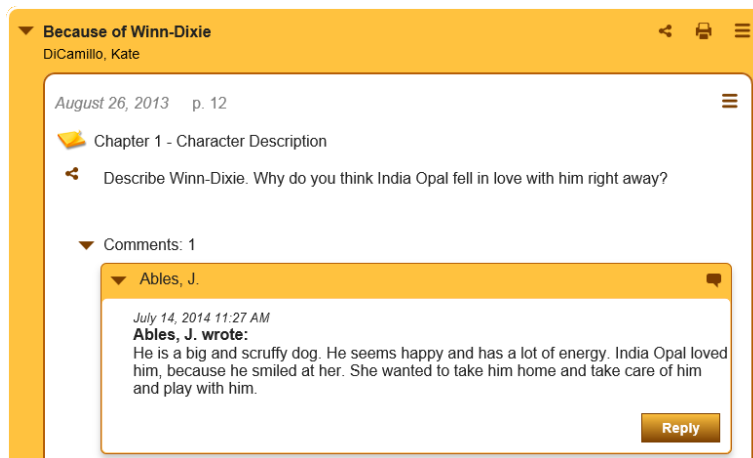 Because of Winn-Dixie
DiCamillo, Kate
August 26, 2013 p. 12
Chapter 1 - Character Description
Describe Winn-Dixie. Why do you think India Opal fell in love with him right away?
Comments: 1
Ables, J.
July 14, 2014 11:27 AM
Ables, J. wrote:
He is a big and scruffy dog. He seems happy and has a lot of energy. India Opal loved
him, because he smiled at her. She wanted to take him home and take care of him
and play with him.
Reply